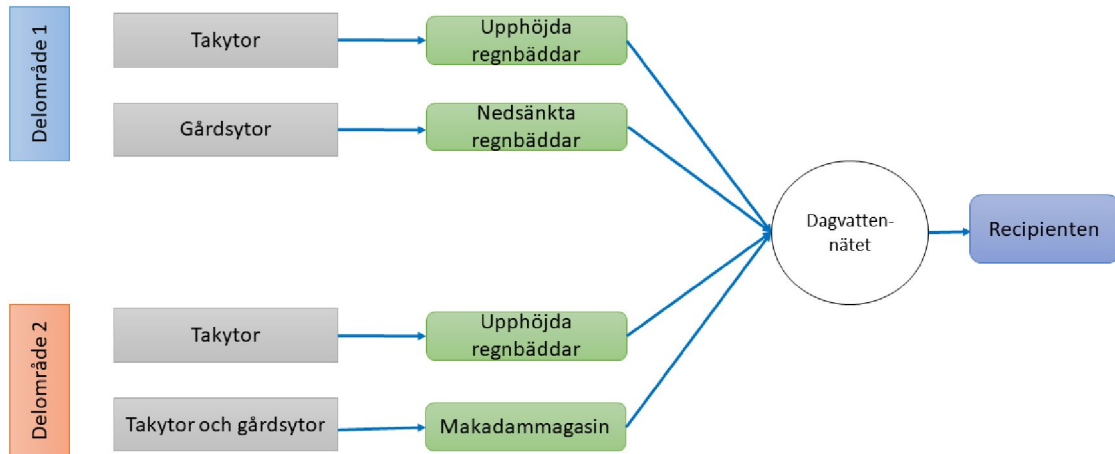 Delområde 1
Takytor
Upphöjda
regnbäddar
Gårdsytor
Nedsänkta
regnbäddar
Dagvatten-
nätet
Recipienten
Delområde 2
Takytor
Upphöjda
regnbäddar
Takytor och gårdsytor
Makadammagasin